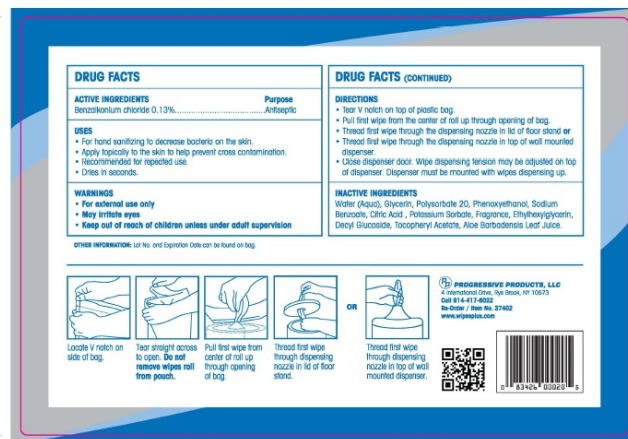 DRUG FACTS
ACTIVE INGREDIENTS Purpose
Benzalkonium chloride 0.13%.......................................Antiseptic
USES
• For hand sanitizing to decrease bacteria on the skin.
• Apply topically to the skin to help prevent cross contamination.
• Recommended for repeated use.
• Dries in seconds.
WARNINGS
• For external use only
• May irritate eyes
• Keep out of reach of children unless under adult supervision
OTHER INFORMATION: Lot No. and Expiration Date can be found on bag.
DRUG FACTS (CONTINUED)
DIRECTIONS
• Tear V notch on top of plastic bag.
• Pull first wipe from the center of roll up through opening of bag.
• Thread first wipe through the dispensing nozzle in lid of floor stand or
• Thread first wipe through the dispensing nozzle in top of wall mounted
dispenser.
• Close dispenser door. Wipe dispensing tension may be adjusted on top
of dispenser. Dispenser must be mounted with wipes dispensing up.
INACTIVE INGREDIENTS
Water (Aqua), Glycerin, Polysorbate 20, Phenoxyethanol, Sodium
Benzoate, Citric Acid , Potassium Sorbate, Fragrance, Ethylhexylglycerin,
Decyl Glucoside, Tocopheryl Acetate, Aloe Barbadensis Leaf Juice.
Locate V notch on
side of bag.
Tear straight across
to open. Do not
remove wipes roll
from pouch.
Pull first wipe from
center of roll up
through opening
of bag.
Thread first wipe
through dispensing
nozzle in lid of floor
stand.
OR
Thread first wipe
through dispensing
nozzle in top of wall
mounted dispenser.
PROGRESSIVE PRODUCTS, LLC
4 International Drive, Rye Brook, NY 10573
Call 914-417-6022
Re-Order / Item No. 37402
www.wipesplus.com
0 83426 00020 5